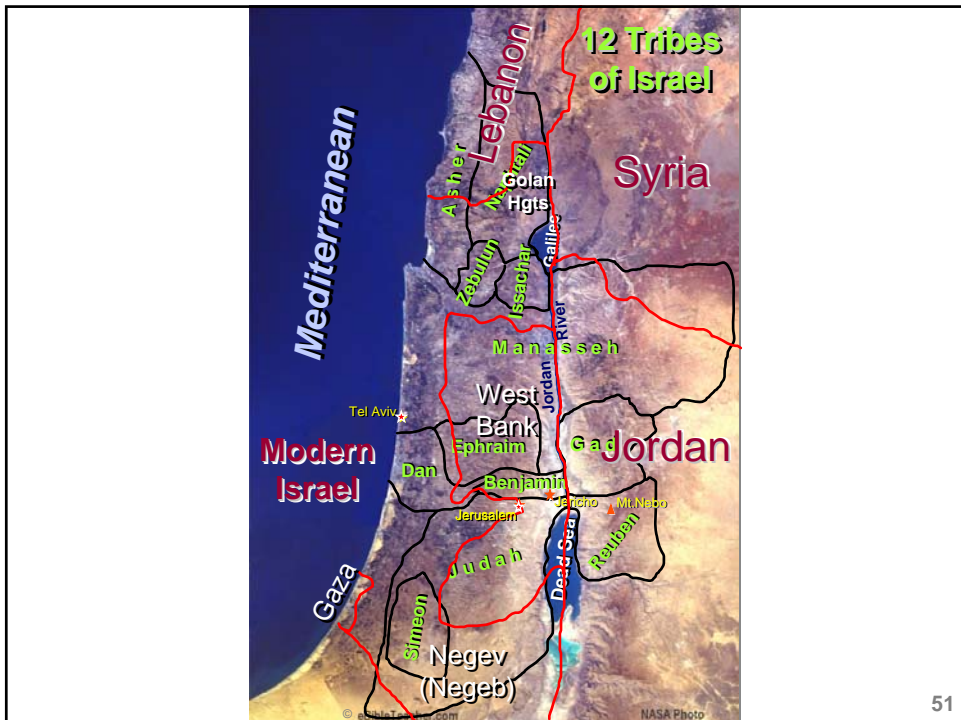 12 Tribes
of Israel
Lebanon
Mediterranean
Syria
Asher
Naphtali
Golan
Hgts
Galilee
Zebulun
Issachar
Jordan River
Manasseh
West
Bank
Tel Aviv
Modern
Israel
Dan
Ephraim
Gad
Jordan
Benjamin
Jericho
Mt.Nebo
Jerusalem
Judah
Dead Sea
Reuben
Gaza
Simeon
Negev
(Negeb)
© eBibleTeacher.com
NASA Photo
51